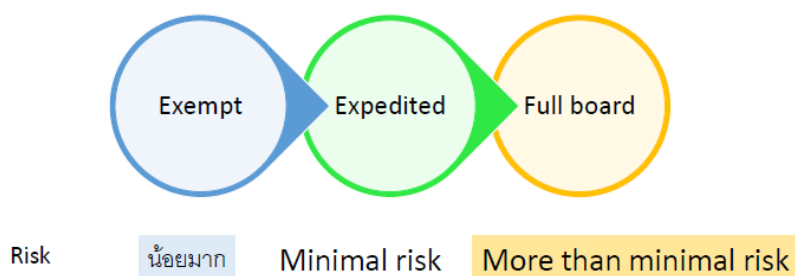 Exempt Expedited Full board
Risk น้อยมาก Minimal risk More than minimal risk